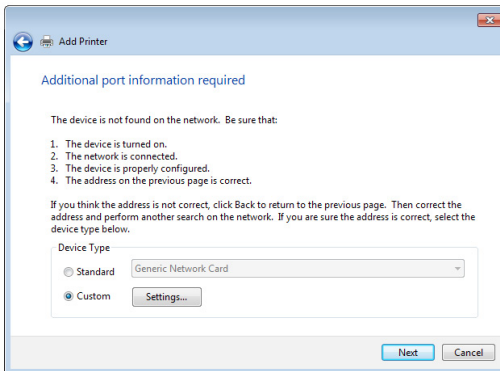 Add Printer
Additional port information required
The device is not found on the network. Be sure that:
1. The device is turned on.
2. The network is connected.
3. The device is properly configured.
4. The address on the previous page is correct.
If you think the address is not correct, click Back to return to the previous page. Then correct the
address and perform another search on the network. If you are sure the address is correct, select the
device type below.
Device Type
Standard Generic Network Card
Custom Settings...
Next Cancel